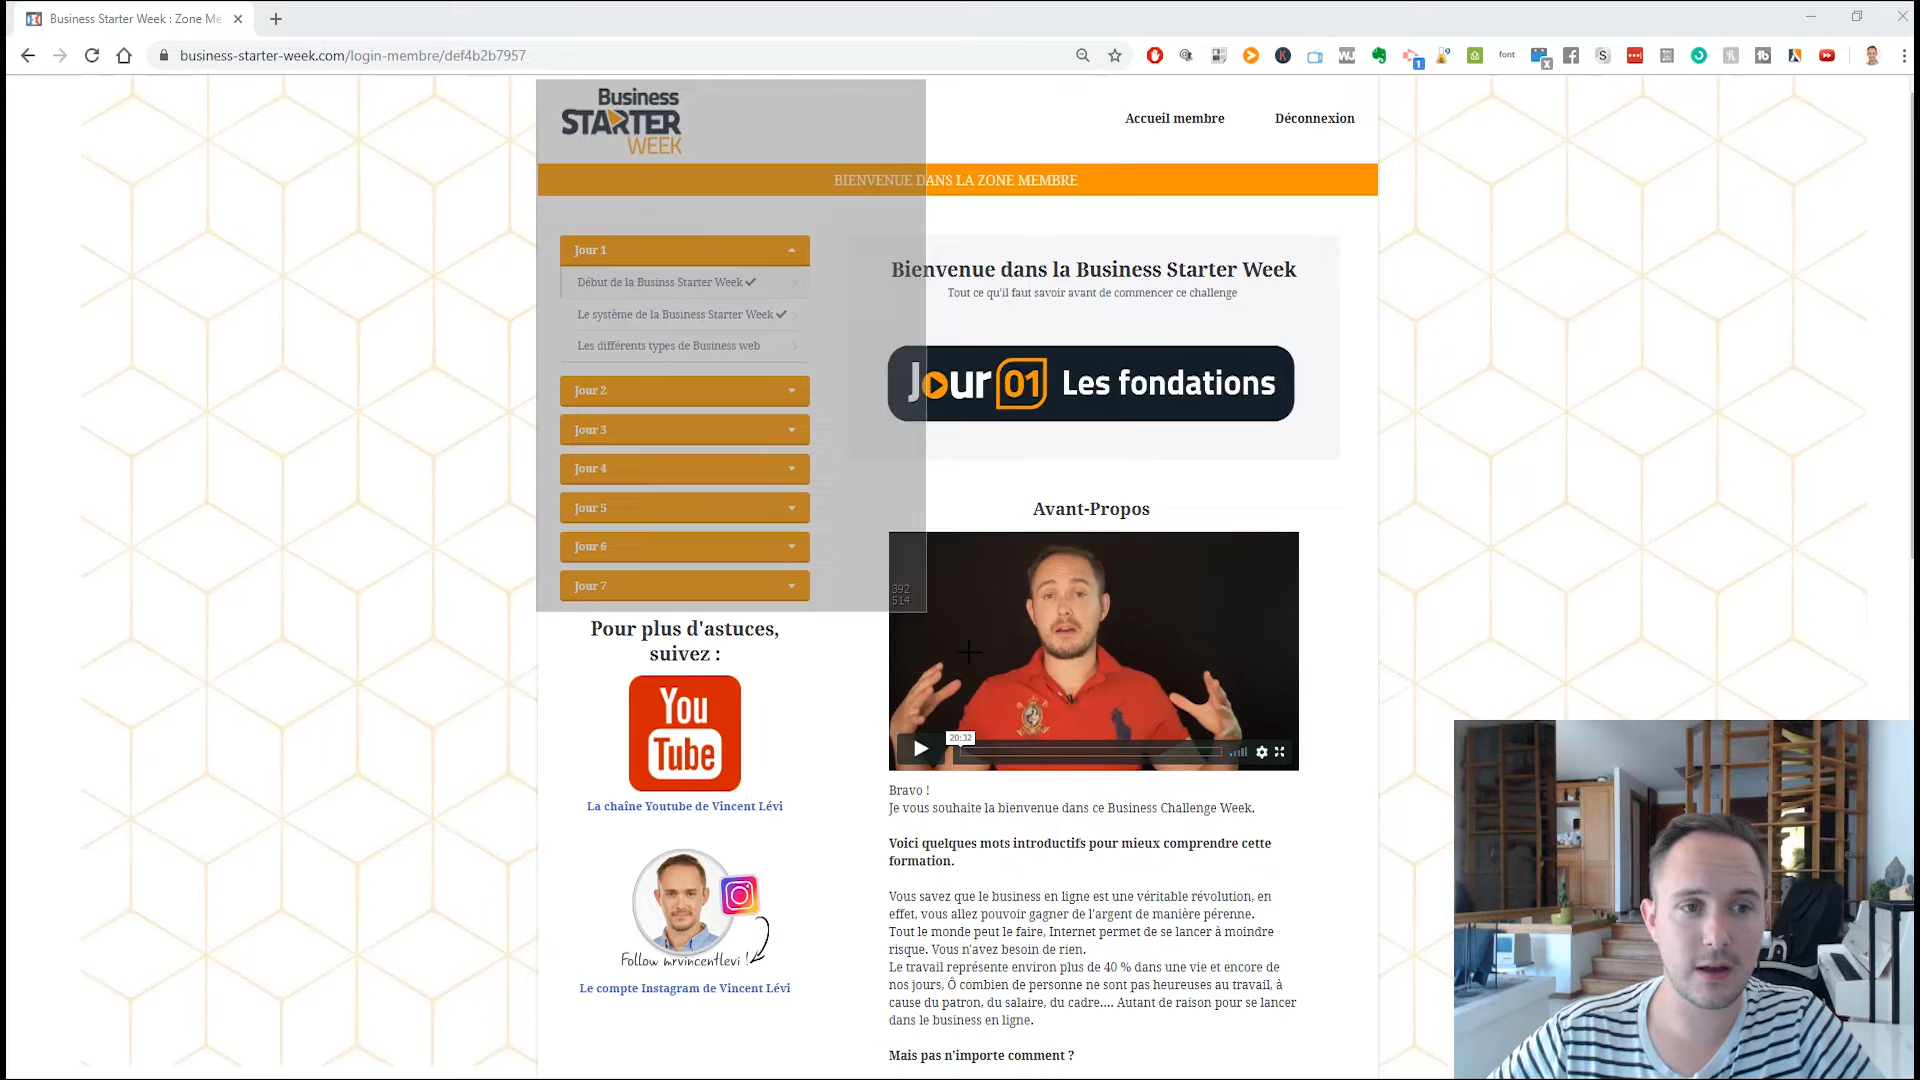 Business Starter Week : Zone Me
business-starter-week.com/login-membre/def4b2b7957
font
1
Business
STARTER
WEEK
Accueil membre
Déconnexion
BIENVENUE DANS LA ZONE MEMBRE
Jour 1
Début de la Businss Starter Week
Le système de la Business Starter Week
Les différents types de Business web
Jour 2
Jour 3
Jour 4
Jour 5
Jour 6
Jour 7
Pour plus d'astuces,
suivez :
You
Tube
La chaîne Youtube de Vincent Lévi
Follow mrvincentlevi !
Le compte Instagram de Vincent Lévi
Bienvenue dans la Business Starter Week
Tout ce qu'il faut savoir avant de commencer ce challenge
Jour 01 Les fondations
Avant-Propos
392
514
20:32
Bravo !
Je vous souhaite la bienvenue dans ce Business Challenge Week.
Voici quelques mots introductifs pour mieux comprendre cette
formation.
Vous savez que le business en ligne est une véritable révolution, en
effet, vous allez pouvoir gagner de l'argent de manière pérenne.
Tout le monde peut le faire, Internet permet de se lancer à moindre
risque. Vous n'avez besoin de rien.
Le travail représente environ plus de 40 % dans une vie et encore de
nos jours, Ô combien de personne ne sont pas heureuses au travail, à
cause du patron, du salaire, du cadre.... Autant de raison pour se lancer
dans le business en ligne.
Mais pas n'importe comment ?